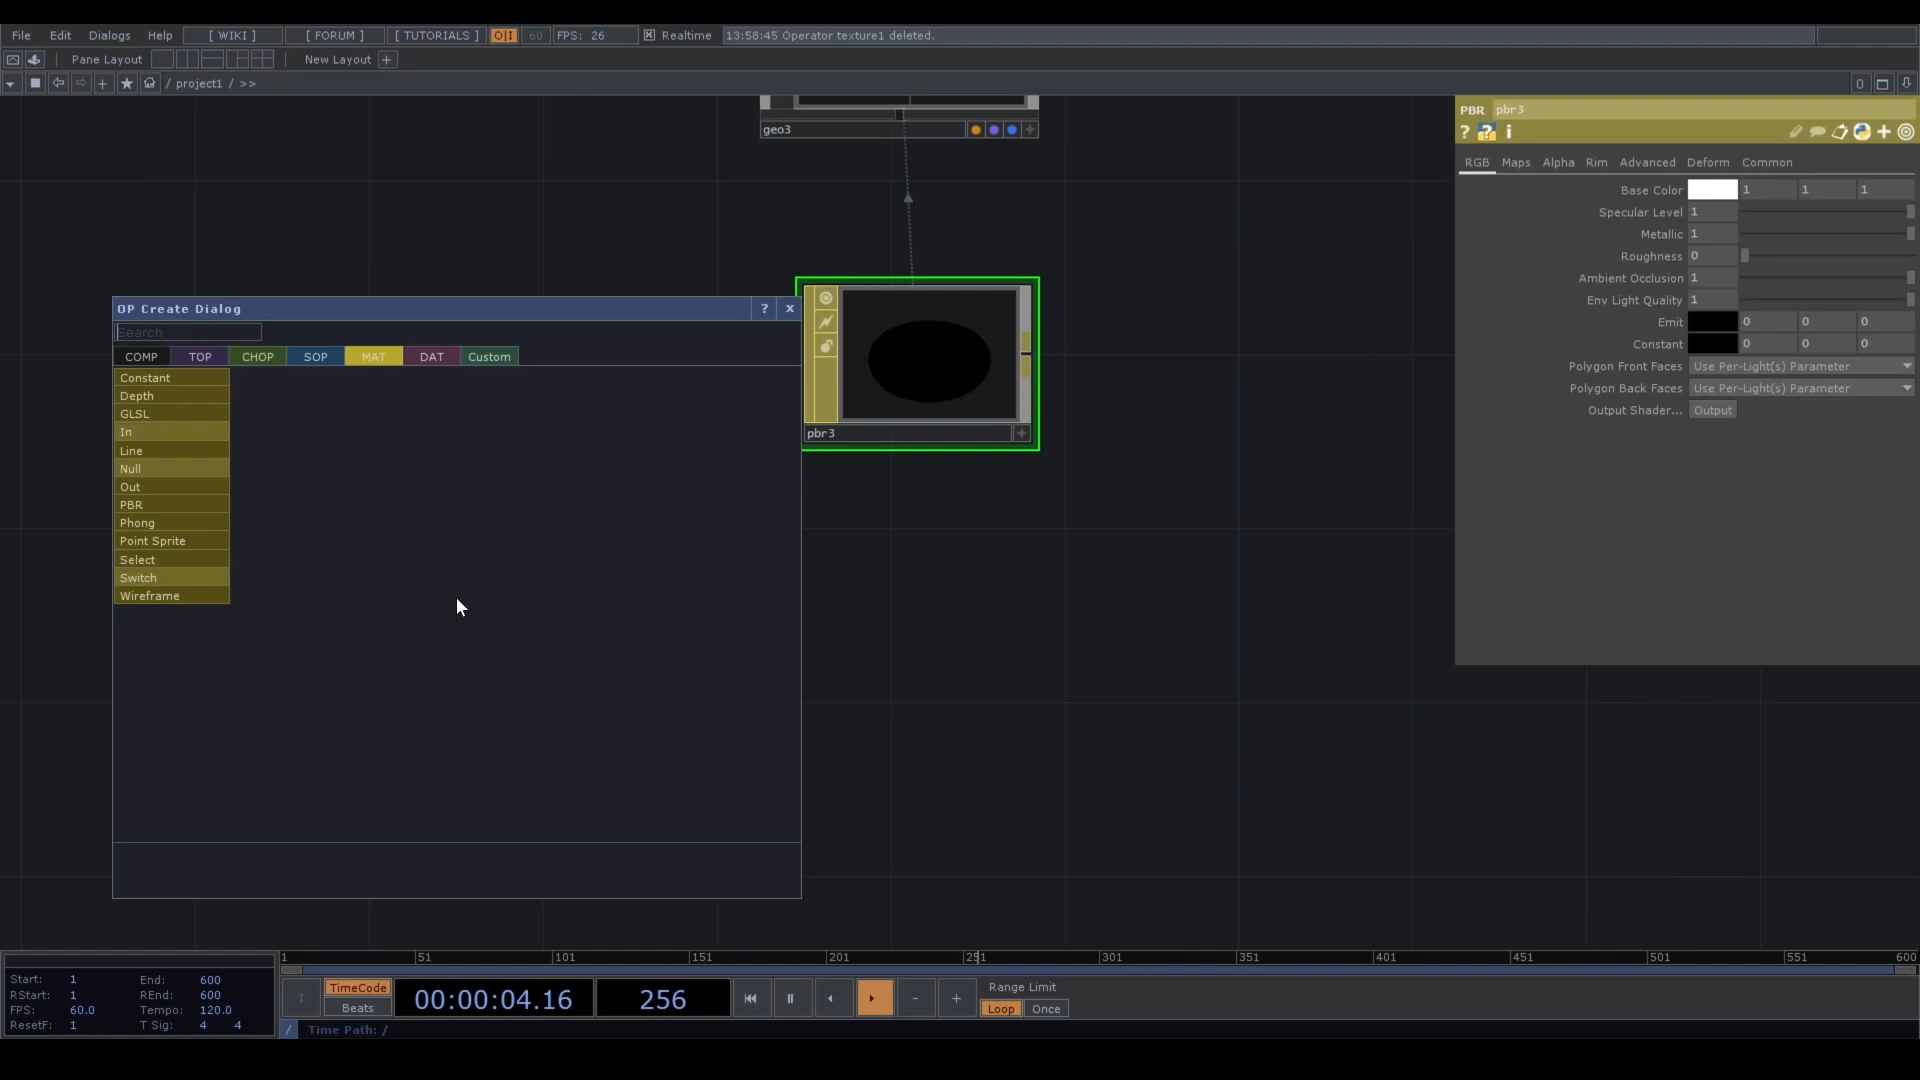 File Edit Dialogs Help [ WIKI ] [ FORUM ] [ TUTORIALS ] O|I 60 FPS: 26 Realtime 13:58:45 Operator texture1 deleted.
Pane Layout New Layout +
/ project1 / >> 0
geo3
PBR pbr3
? ? i
RGB Maps Alpha Rim Advanced Deform Common
Base Color 1 1 1
Specular Level 1
Metallic 1
Roughness 0
Ambient Occlusion 1
Env Light Quality 1
Emit 0 0 0
Constant 0 0 0
Polygon Front Faces Use Per-Light(s) Parameter
Polygon Back Faces Use Per-Light(s) Parameter
Output Shader... Output
OP Create Dialog ? x
Search
COMP TOP CHOP SOP MAT DAT Custom
Constant
Depth
GLSL
In
Line
Null
Out
PBR
Phong
Point Sprite
Select
Switch
Wireframe
pbr3
1 51 101 151 201 251 301 351 401 451 501 551 600
Start: 1 End: 600
RStart: 1 REnd: 600
FPS: 60.0 Tempo: 120.0
ResetF: 1 T Sig: 4 4
I TimeCode Beats 00:00:04.16 256 - + Range Limit
Loop Once
/ Time Path: /